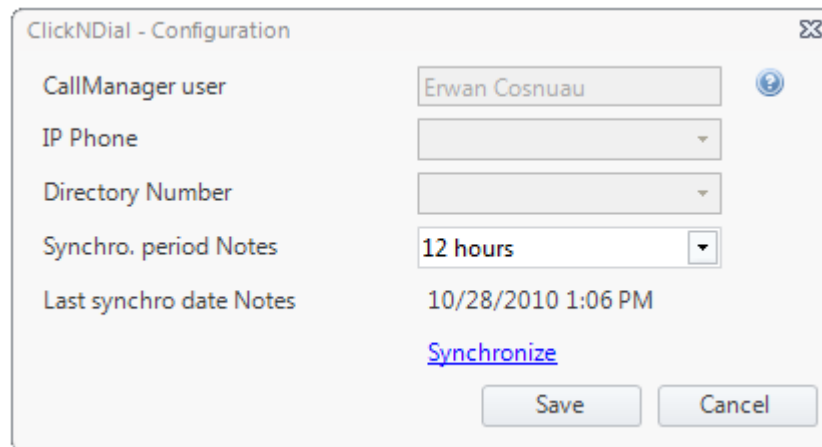 ClickNDial - Configuration
CallManager user Erwan Cosnuau
IP Phone
Directory Number
Synchro. period Notes 12 hours
Last synchro date Notes 10/28/2010 1:06 PM
Synchronize
Save Cancel